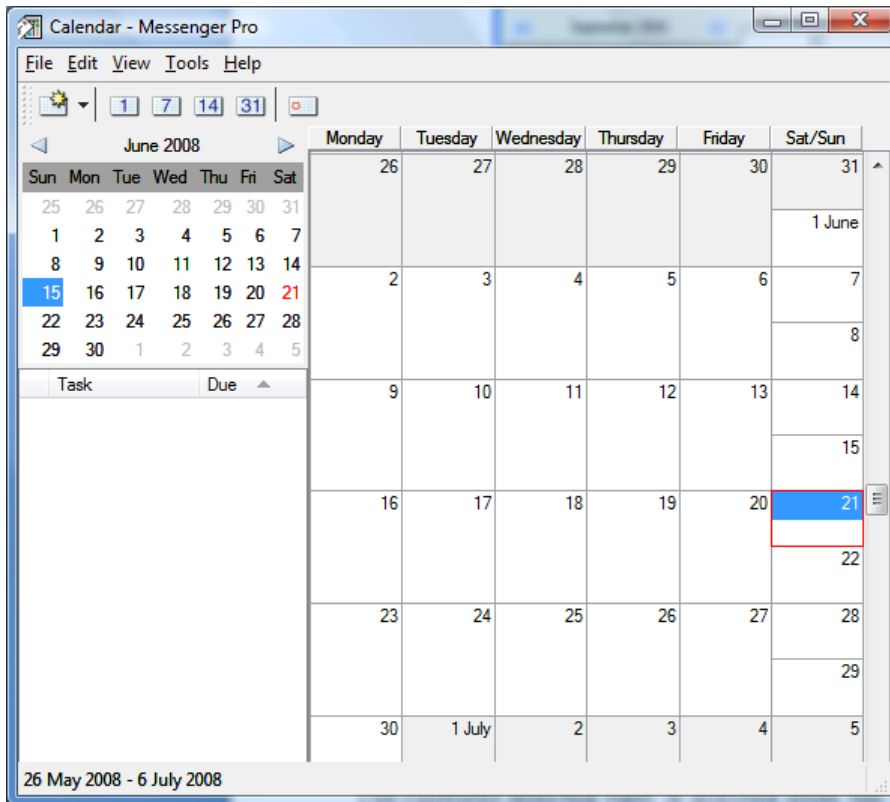 Calendar - Messenger Pro
File Edit View Tools Help
1 7 14 31
June 2008
Sun Mon Tue Wed Thu Fri Sat
25 26 27 28 29 30 31
1 2 3 4 5 6 7
8 9 10 11 12 13 14
15 16 17 18 19 20 21
22 23 24 25 26 27 28
29 30 1 2 3 4 5
Task Due
Monday Tuesday Wednesday Thursday Friday Sat/Sun
26 27 28 29 30 31
1 June
2 3 4 5 6 7
8
9 10 11 12 13 14
15
16 17 18 19 20 21
22
23 24 25 26 27 28
29
30 1 July 2 3 4 5
26 May 2008 - 6 July 2008